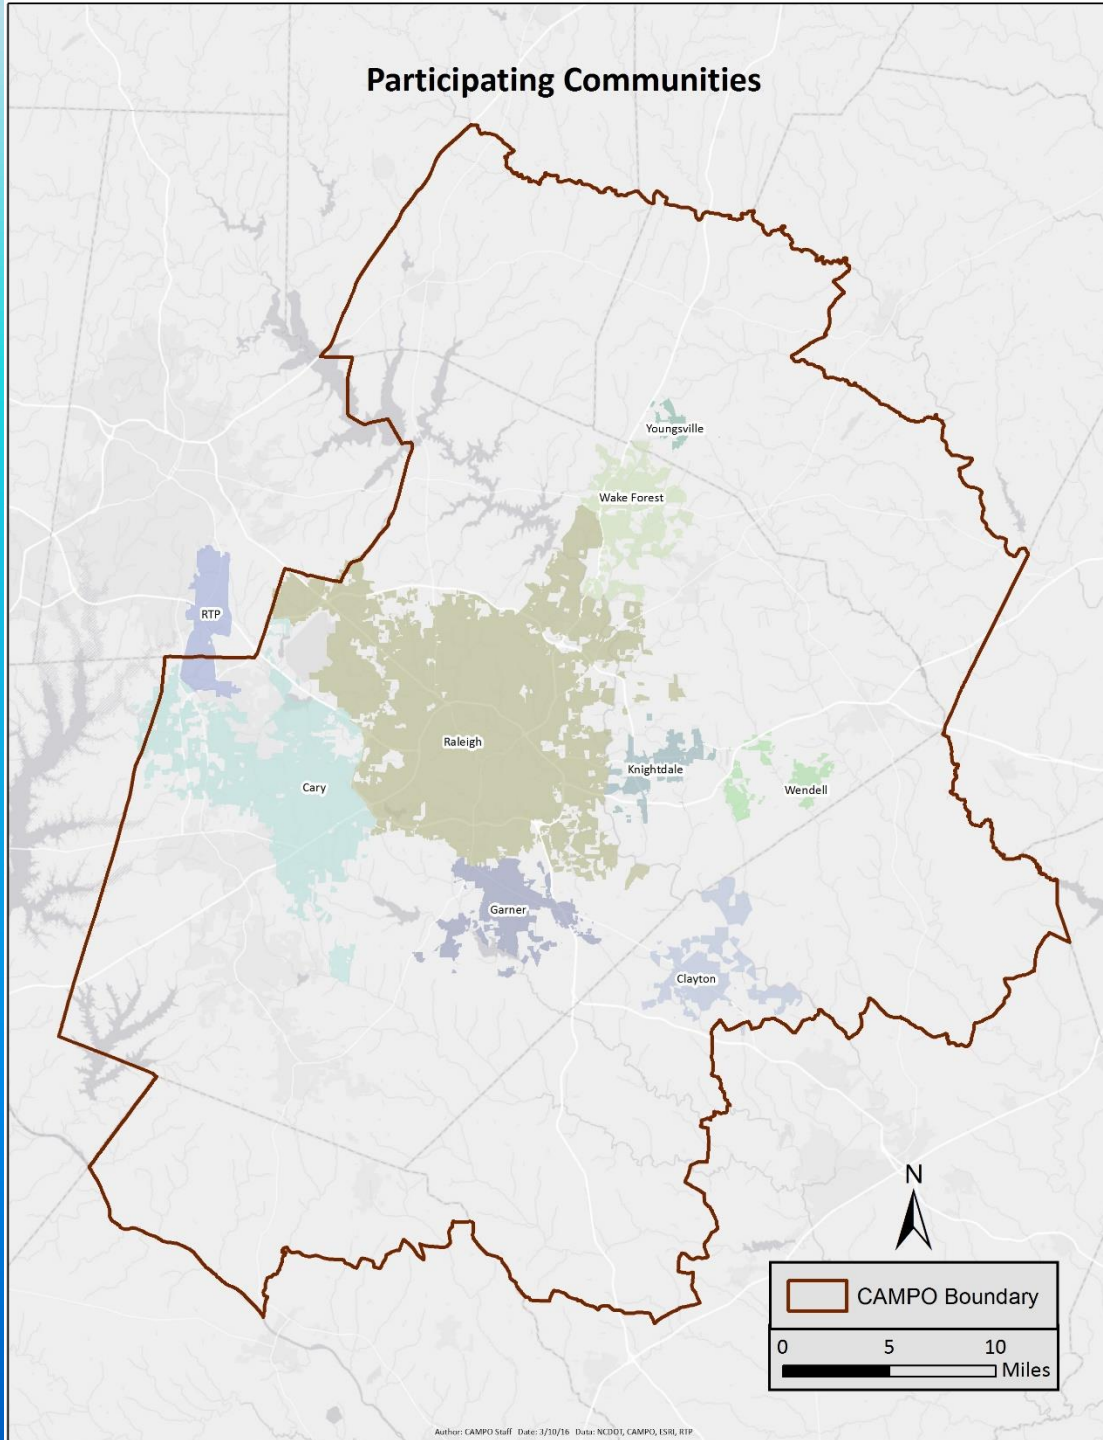 Participating Communities
Youngsville
Wake Forest
RTP
Raleigh
Knightdale
Cary
Wendell
Garner
Clayton
N
CAMPO Boundary
0 5 10
Miles
Author: CAMPO Staff Date: 3/10/16 Data: NCDOT, CAMPO, ESRI, RTP